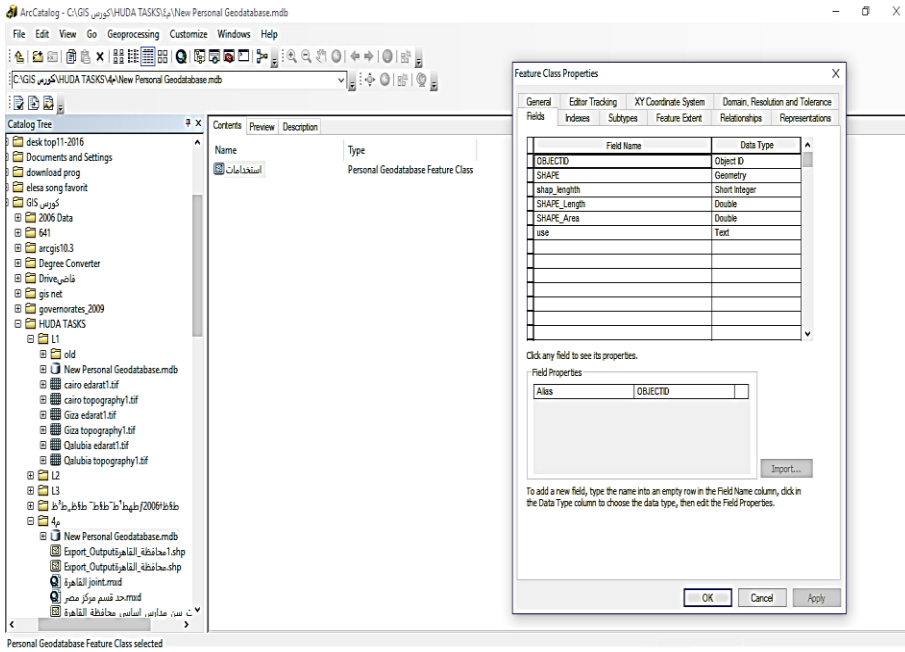 ArcCatalog - C:\GIS كورس\HUDA TASKS\م4\New Personal Geodatabase.mdb
File Edit View Go Geoprocessing Customize Windows Help
C:\GIS كورس\HUDA TASKS\م4\New Personal Geodatabase.mdb
Catalog Tree
desk top11-2016
Documents and Settings
download prog
elesa song favorit
GIS كورس
2006 Data
641
arcgis10.3
Degree Converter
Driveفاضي
gis net
governorates_2009
HUDA TASKS
L1
old
New Personal Geodatabase.mdb
cairo edarat1.tif
cairo topography1.tif
Giza edarat1.tif
Giza topography1.tif
Qalubia edarat1.tif
Qalubia topography1.tif
L2
L3
م4
New Personal Geodatabase.mdb
Export_Outputمحافظة_القاهرة1.shp
Export_Outputمحافظة_القاهرة.shp
القاهرة joint.mxd
حد قسم مركز مصر.mxd
ت سن مدارس اساسى محافظة القاهرة
Contents Preview Description
Name Type
استخدامات Personal Geodatabase Feature Class
Feature Class Properties X
General Editor Tracking XY Coordinate System Domain, Resolution and Tolerance
Fields Indexes Subtypes Feature Extent Relationships Representations
Field Name Data Type
OBJECTID Object ID
SHAPE Geometry
shap_lenghth Short Integer
SHAPE_Length Double
SHAPE_Area Double
use Text
Click any field to see its properties.
Field Properties
Alias OBJECTID
Import...
To add a new field, type the name into an empty row in the Field Name column, click in
the Data Type column to choose the data type, then edit the Field Properties.
OK Cancel Apply
Personal Geodatabase Feature Class selected